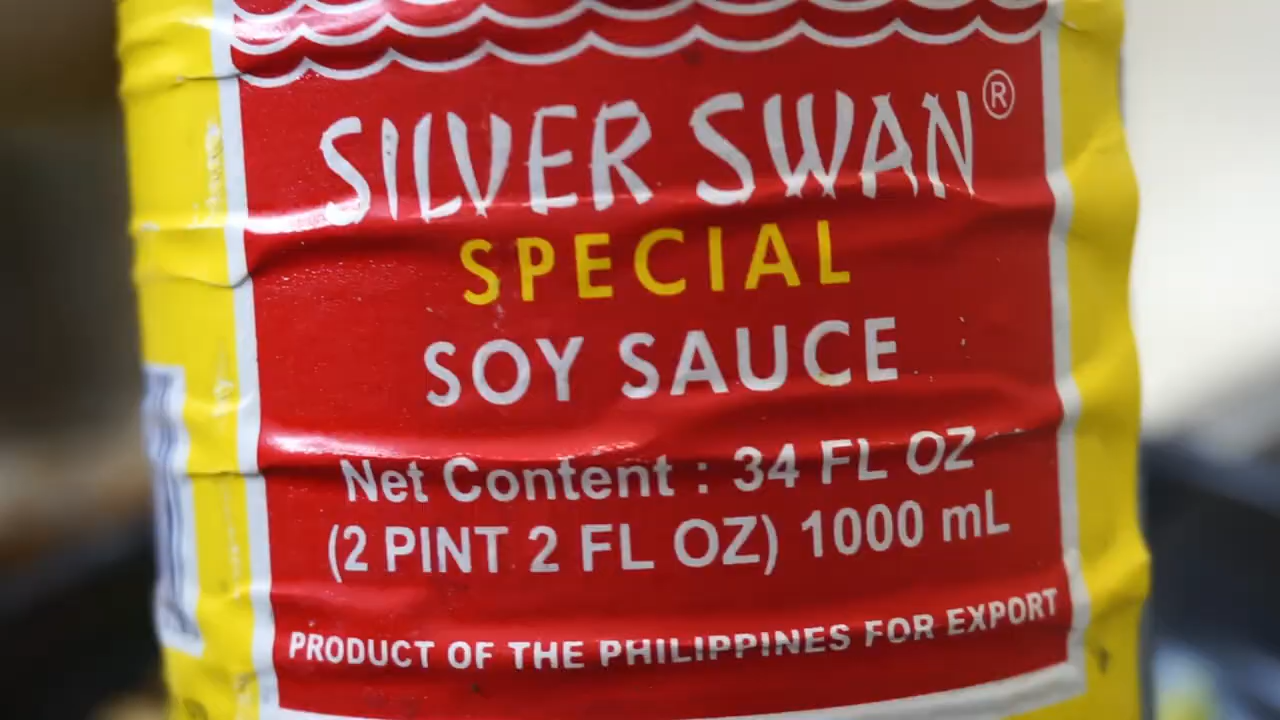 SILVER SWAN®
SPECIAL
SOY SAUCE
Net Content : 34 FL OZ
(2 PINT 2 FL OZ) 1000 mL
PRODUCT OF THE PHILIPPINES FOR EXPORT